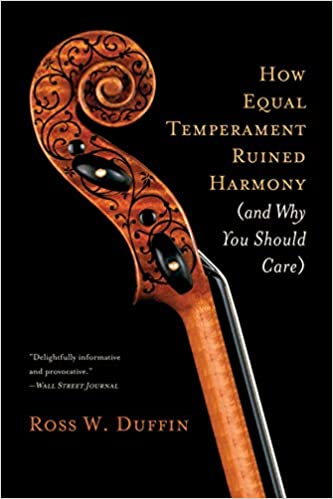 How
Equal
Temperament
Ruined
Harmony
(and Why
You Should
Care)
"Delightfully informative
and provocative."
—Wall Street Journal
Ross W. Duffin